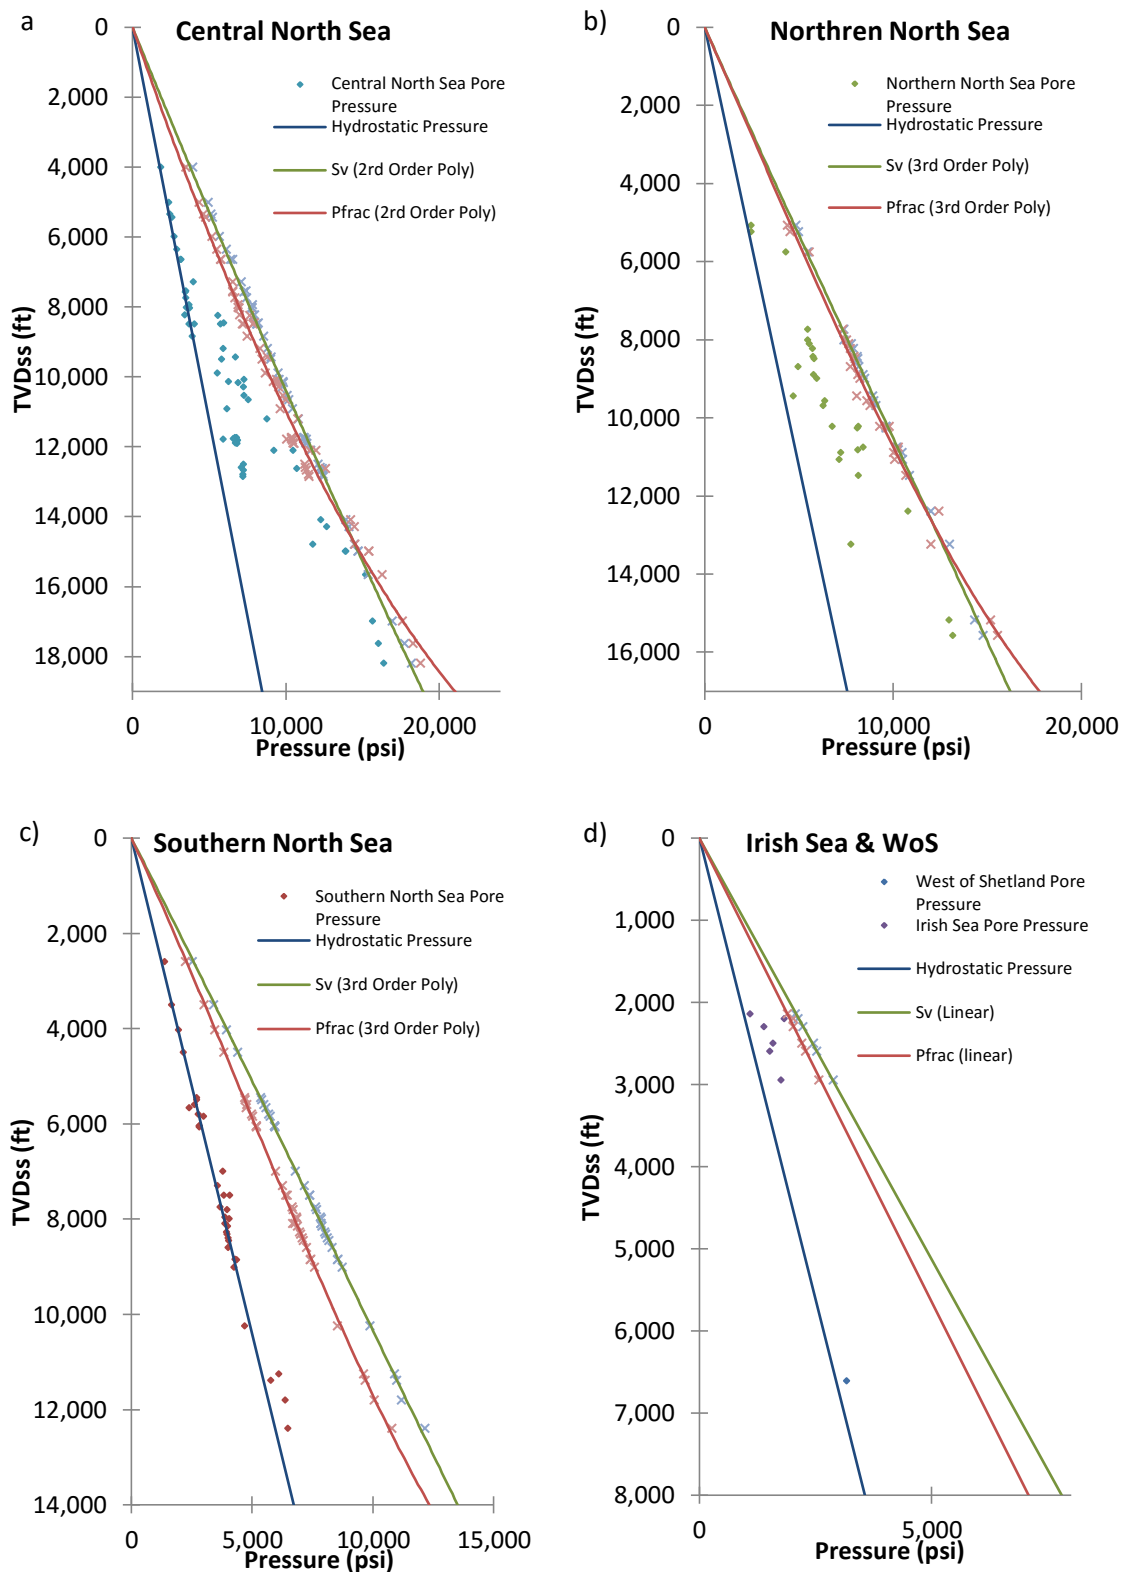 a
Central North Sea
0
2,000
4,000
6,000
8,000
10,000
12,000
14,000
16,000
18,000
TVDss (ft)
Central North Sea Pore
Pressure
Hydrostatic Pressure
Sv (2rd Order Poly)
Pfrac (2rd Order Poly)
0
10,000
20,000
Pressure (psi)
b)
Northren North Sea
0
2,000
4,000
6,000
8,000
10,000
12,000
14,000
16,000
TVDss (ft)
Northern North Sea Pore
Pressure
Hydrostatic Pressure
Sv (3rd Order Poly)
Pfrac (3rd Order Poly)
0
10,000
20,000
Pressure (psi)
c)
Southern North Sea
0
2,000
4,000
6,000
8,000
10,000
12,000
14,000
TVDss (ft)
Southern North Sea Pore
Pressure
Hydrostatic Pressure
Sv (3rd Order Poly)
Pfrac (3rd Order Poly)
0
5,000
10,000
15,000
Pressure (psi)
d)
Irish Sea & WoS
0
1,000
2,000
3,000
4,000
5,000
6,000
7,000
8,000
TVDss (ft)
West of Shetland Pore
Pressure
Irish Sea Pore Pressure
Hydrostatic Pressure
Sv (Linear)
Pfrac (linear)
0
5,000
Pressure (psi)